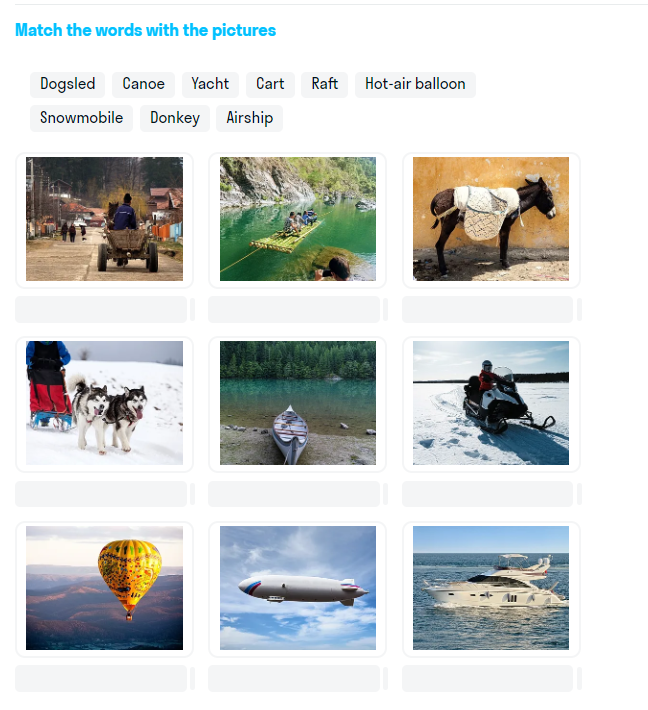 Match the words with the pictures
Dogsled Canoe Yacht Cart Raft Hot-air balloon
Snowmobile Donkey Airship